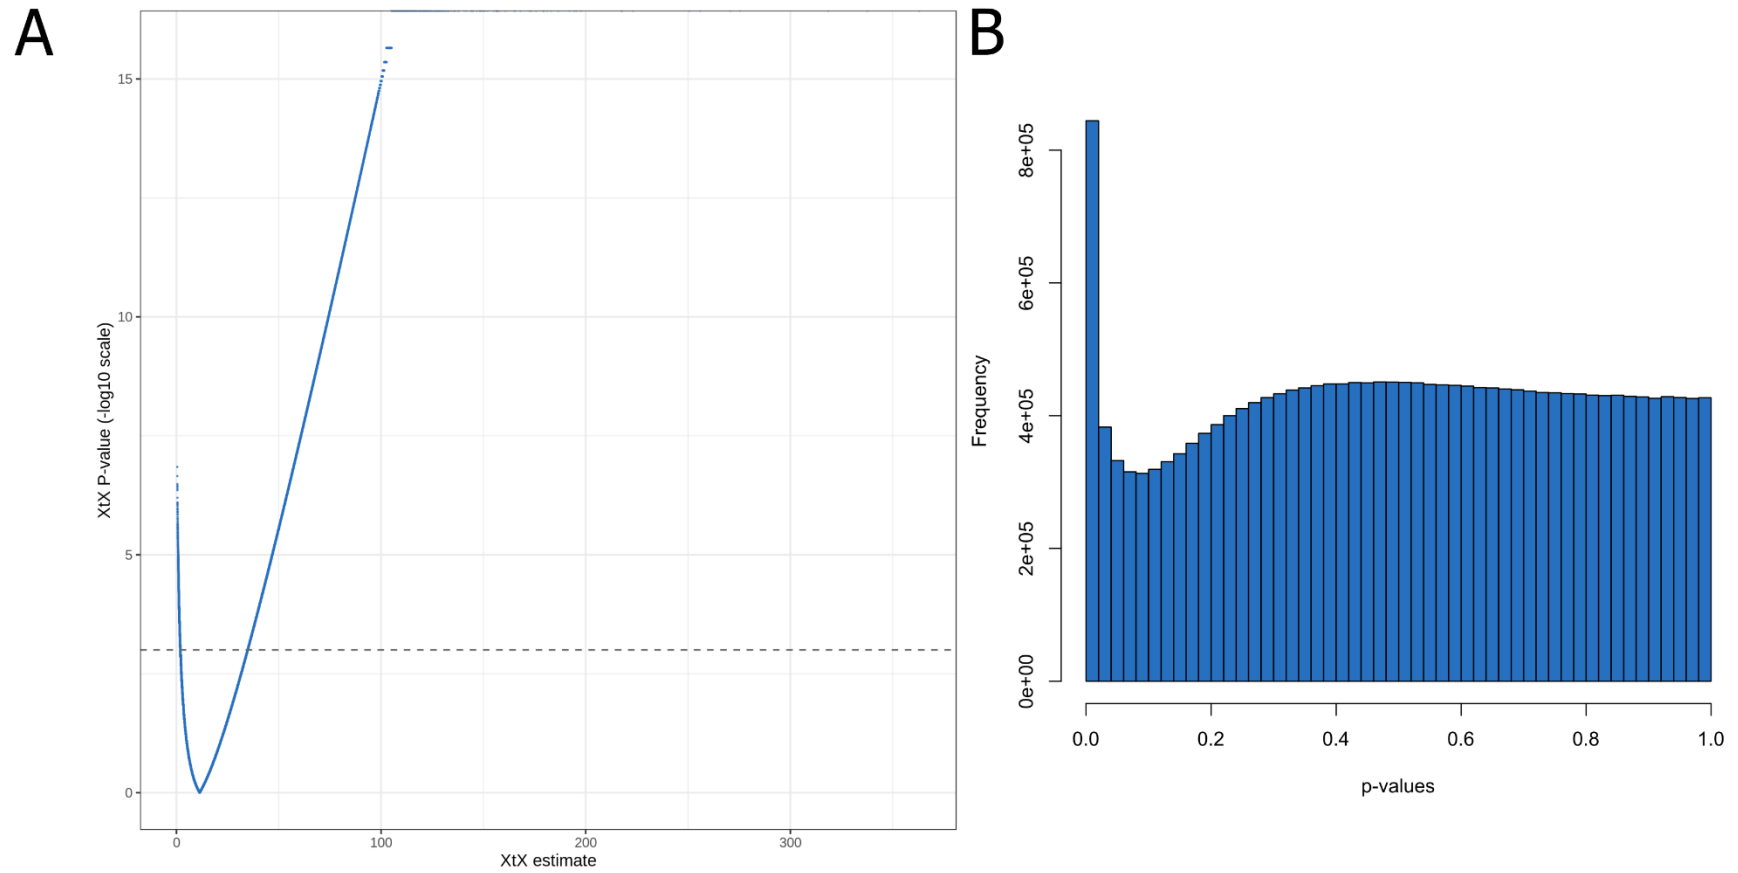 A
XtX P-value (-log10 scale)
15
10
5
0
0 100 200 300
XtX estimate
B
Frequency
8e+05
6e+05
4e+05
2e+05
0e+00
0.0 0.2 0.4 0.6 0.8 1.0
p-values